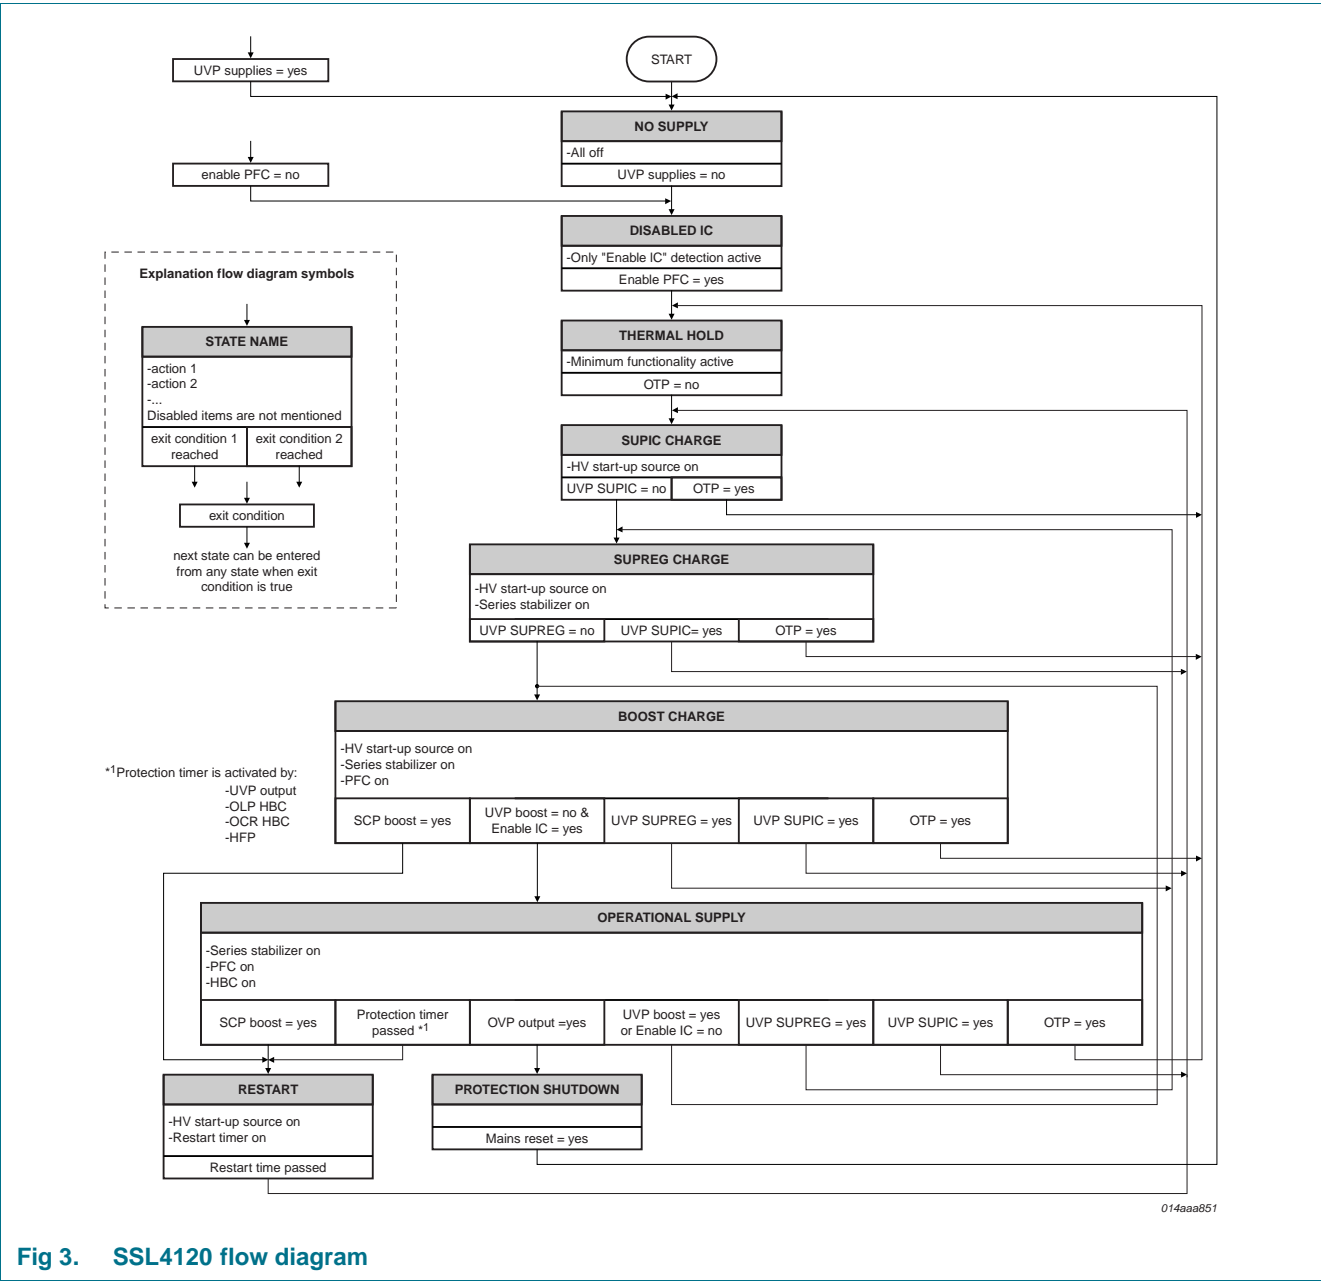 UVP supplies = yes
START
NO SUPPLY
-All off
UVP supplies = no
enable PFC = no
DISABLED IC
-Only "Enable IC" detection active
Enable PFC = yes
Explanation flow diagram symbols
STATE NAME
-action 1
-action 2
-...
Disabled items are not mentioned
exit condition 1
reached
exit condition 2
reached
exit condition
next state can be entered
from any state when exit
condition is true
THERMAL HOLD
-Minimum functionality active
OTP = no
SUPIC CHARGE
-HV start-up source on
UVP SUPIC = no
OTP = yes
SUPREG CHARGE
-HV start-up source on
-Series stabilizer on
UVP SUPREG = no
UVP SUPIC= yes
OTP = yes
BOOST CHARGE
-HV start-up source on
-Series stabilizer on
-PFC on
SCP boost = yes
UVP boost = no &
Enable IC = yes
UVP SUPREG = yes
UVP SUPIC = yes
OTP = yes
*1Protection timer is activated by:
-UVP output
-OLP HBC
-OCR HBC
-HFP
OPERATIONAL SUPPLY
-Series stabilizer on
-PFC on
-HBC on
SCP boost = yes
Protection timer
passed *1
OVP output =yes
UVP boost = yes
or Enable IC = no
UVP SUPREG = yes
UVP SUPIC = yes
OTP = yes
RESTART
-HV start-up source on
-Restart timer on
Restart time passed
PROTECTION SHUTDOWN
Mains reset = yes
014aaa851
Fig 3. SSL4120 flow diagram